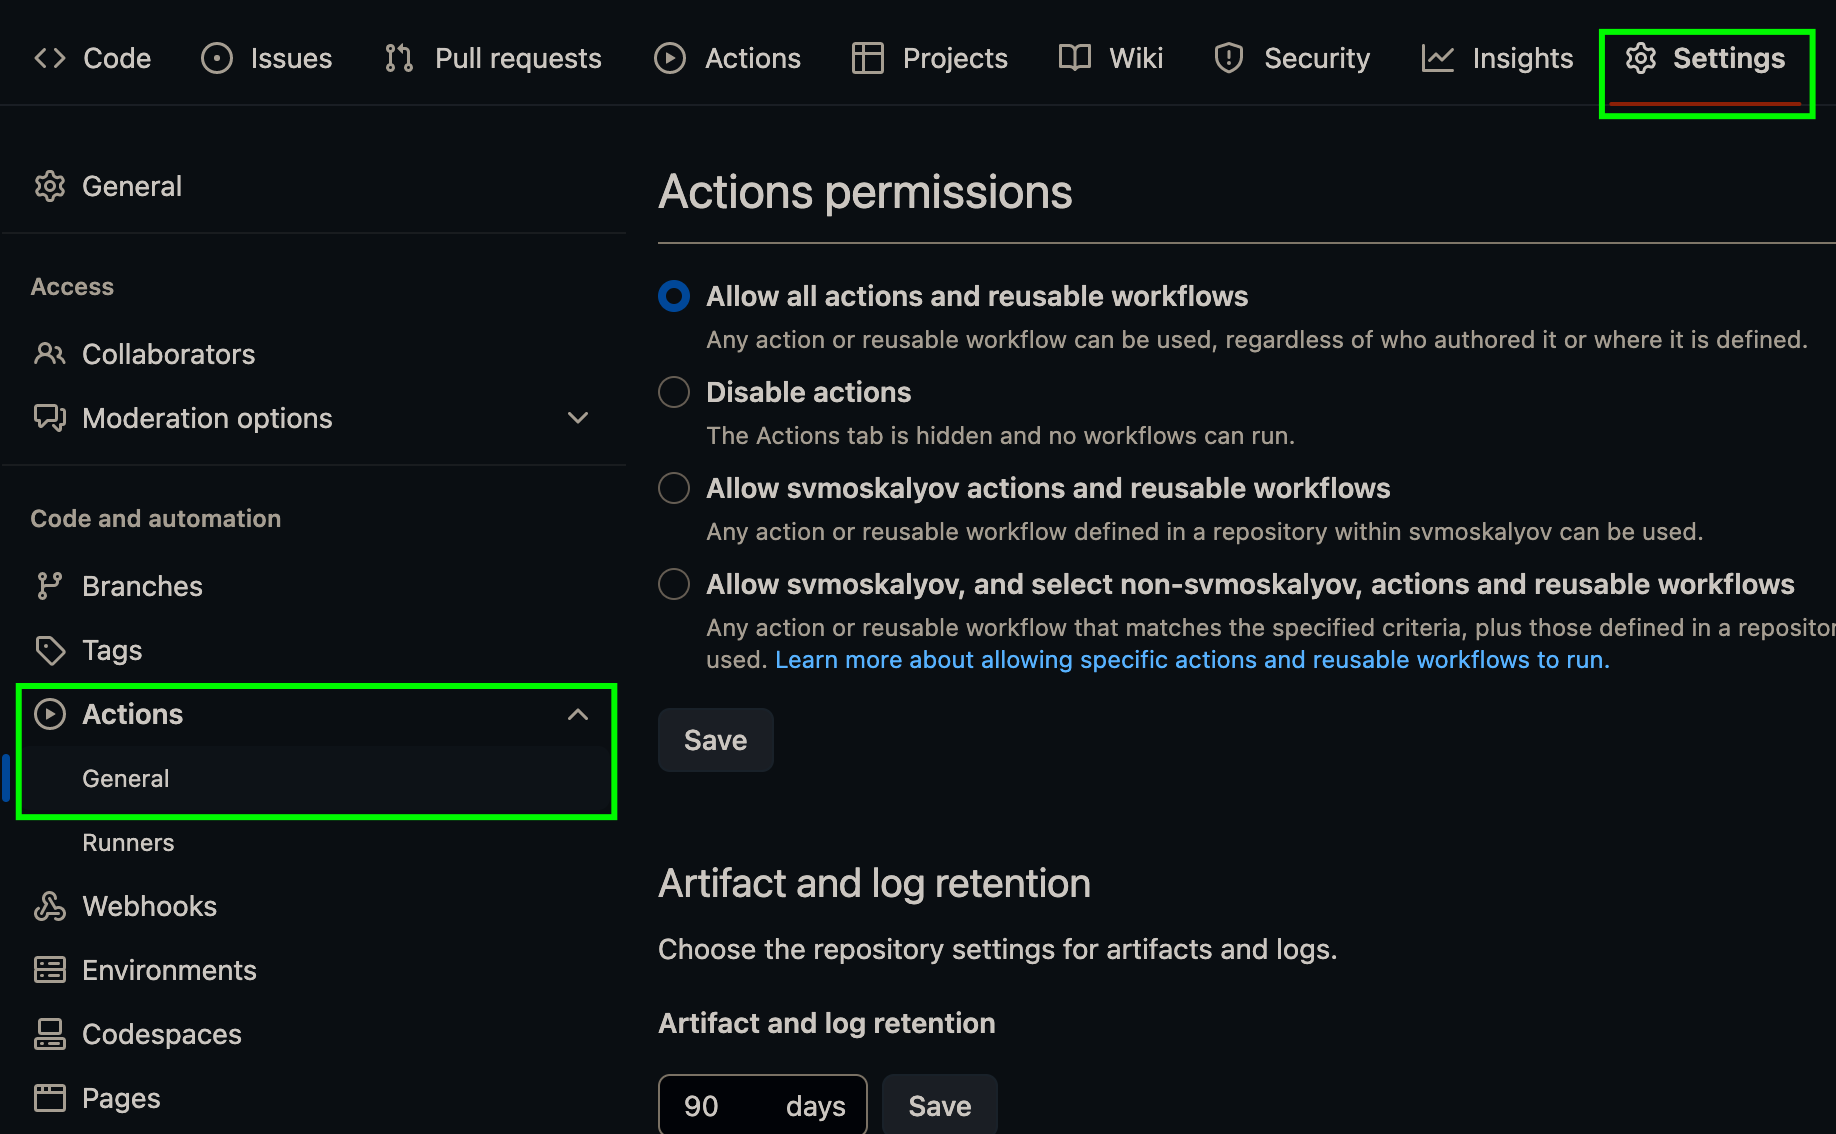 Code Issues Pull requests Actions Projects Wiki Security Insights Settings
General
Access
Collaborators
Moderation options
Code and automation
Branches
Tags
Actions
General
Runners
Webhooks
Environments
Codespaces
Pages
Actions permissions
Allow all actions and reusable workflows
Any action or reusable workflow can be used, regardless of who authored it or where it is defined.
Disable actions
The Actions tab is hidden and no workflows can run.
Allow svmoskalyov actions and reusable workflows
Any action or reusable workflow defined in a repository within svmoskalyov can be used.
Allow svmoskalyov, and select non-svmoskalyov, actions and reusable workflows
Any action or reusable workflow that matches the specified criteria, plus those defined in a repositor
used. Learn more about allowing specific actions and reusable workflows to run.
Save
Artifact and log retention
Choose the repository settings for artifacts and logs.
Artifact and log retention
90 days Save